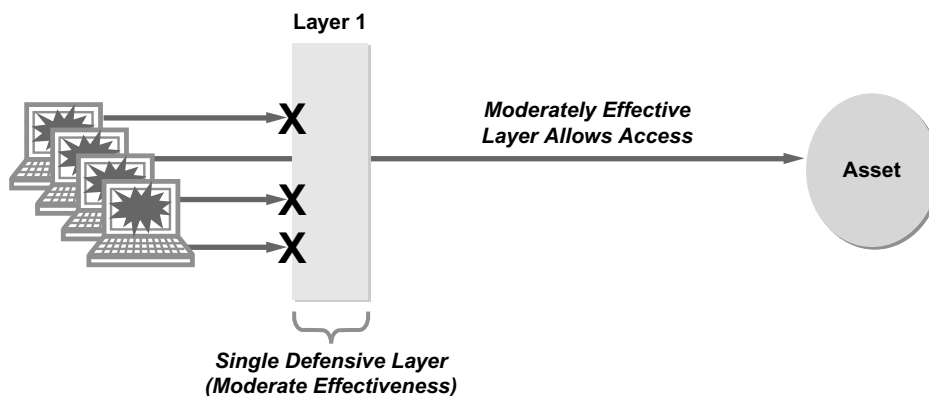 Layer 1
X
Moderately Effective
Layer Allows Access
Asset
X
X
Single Defensive Layer
(Moderate Effectiveness)